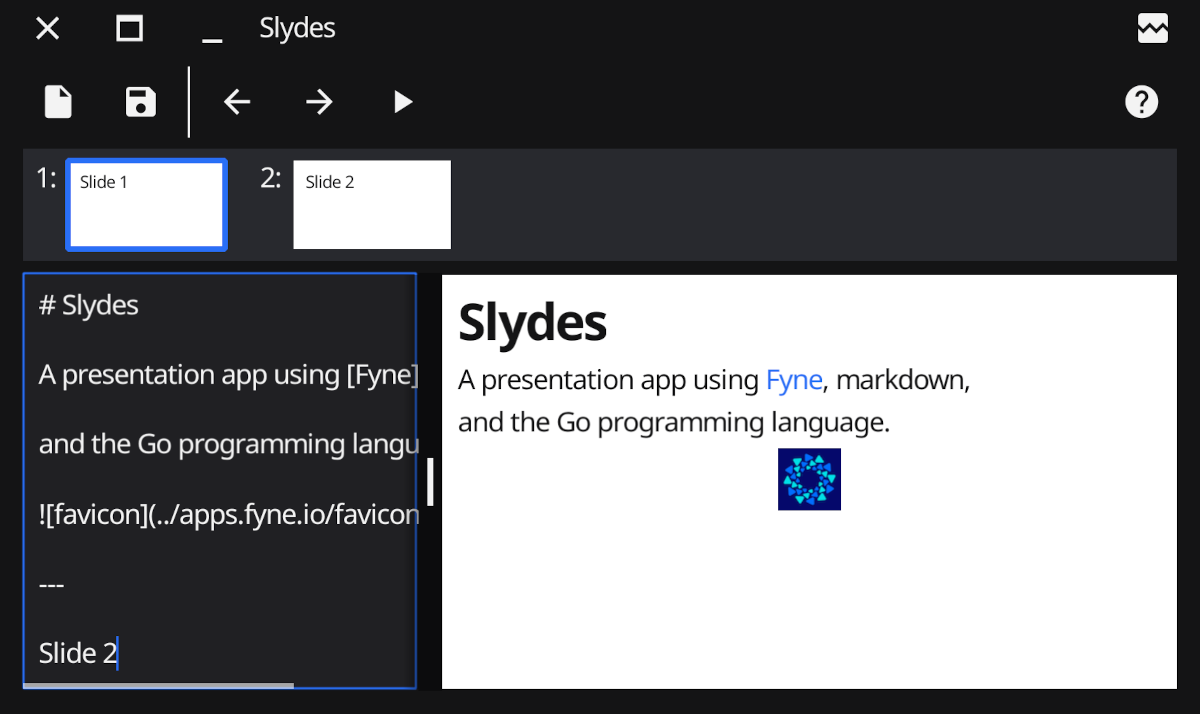 Slydes
1: Slide 1 2: Slide 2
# Slydes
A presentation app using [Fyne]
and the Go programming langu
![favicon](../apps.fyne.io/favicon
---
Slide 2
Slydes
A presentation app using Fyne, markdown,
and the Go programming language.